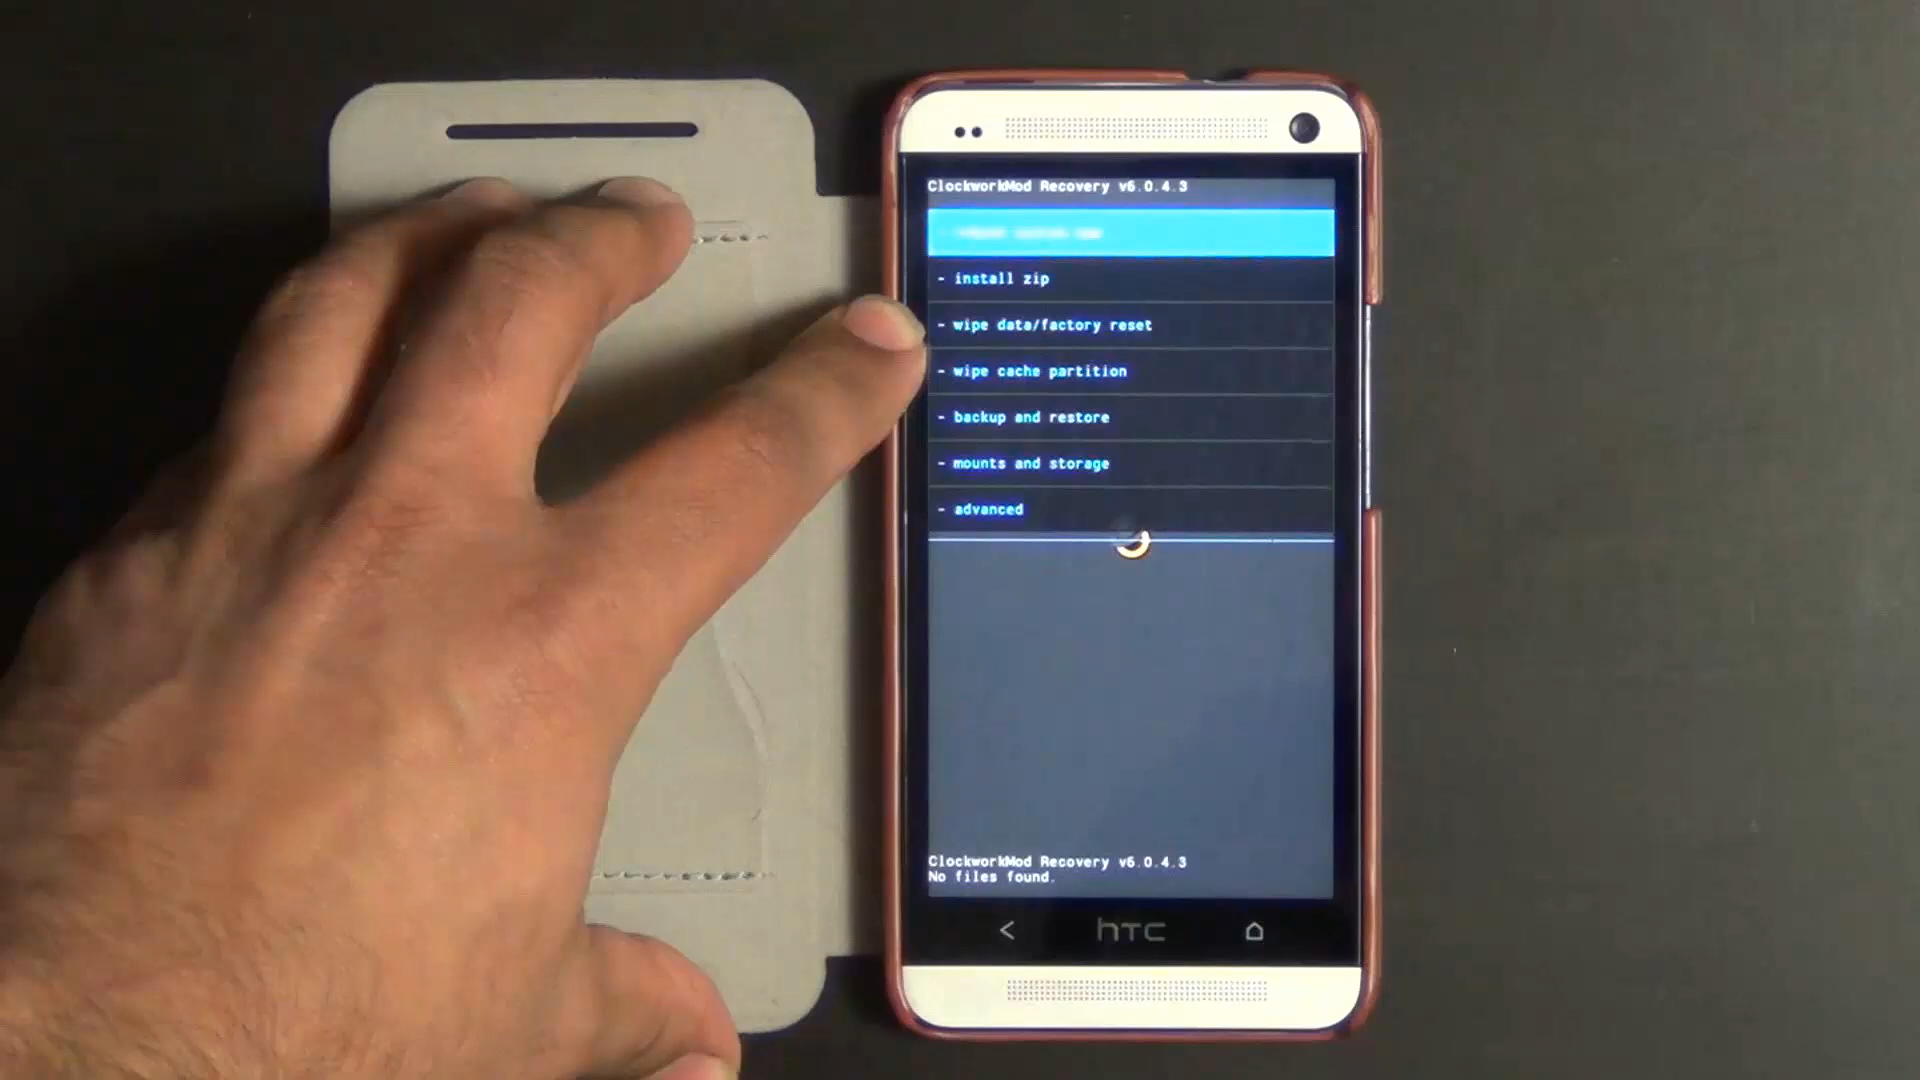 ClockworkMod Recovery v6.0.4.3
- install zip
- wipe data/factory reset
- wipe cache partition
- backup and restore
- mounts and storage
- advanced
ClockworkMod Recovery v6.0.4.3
No files found.
hTC